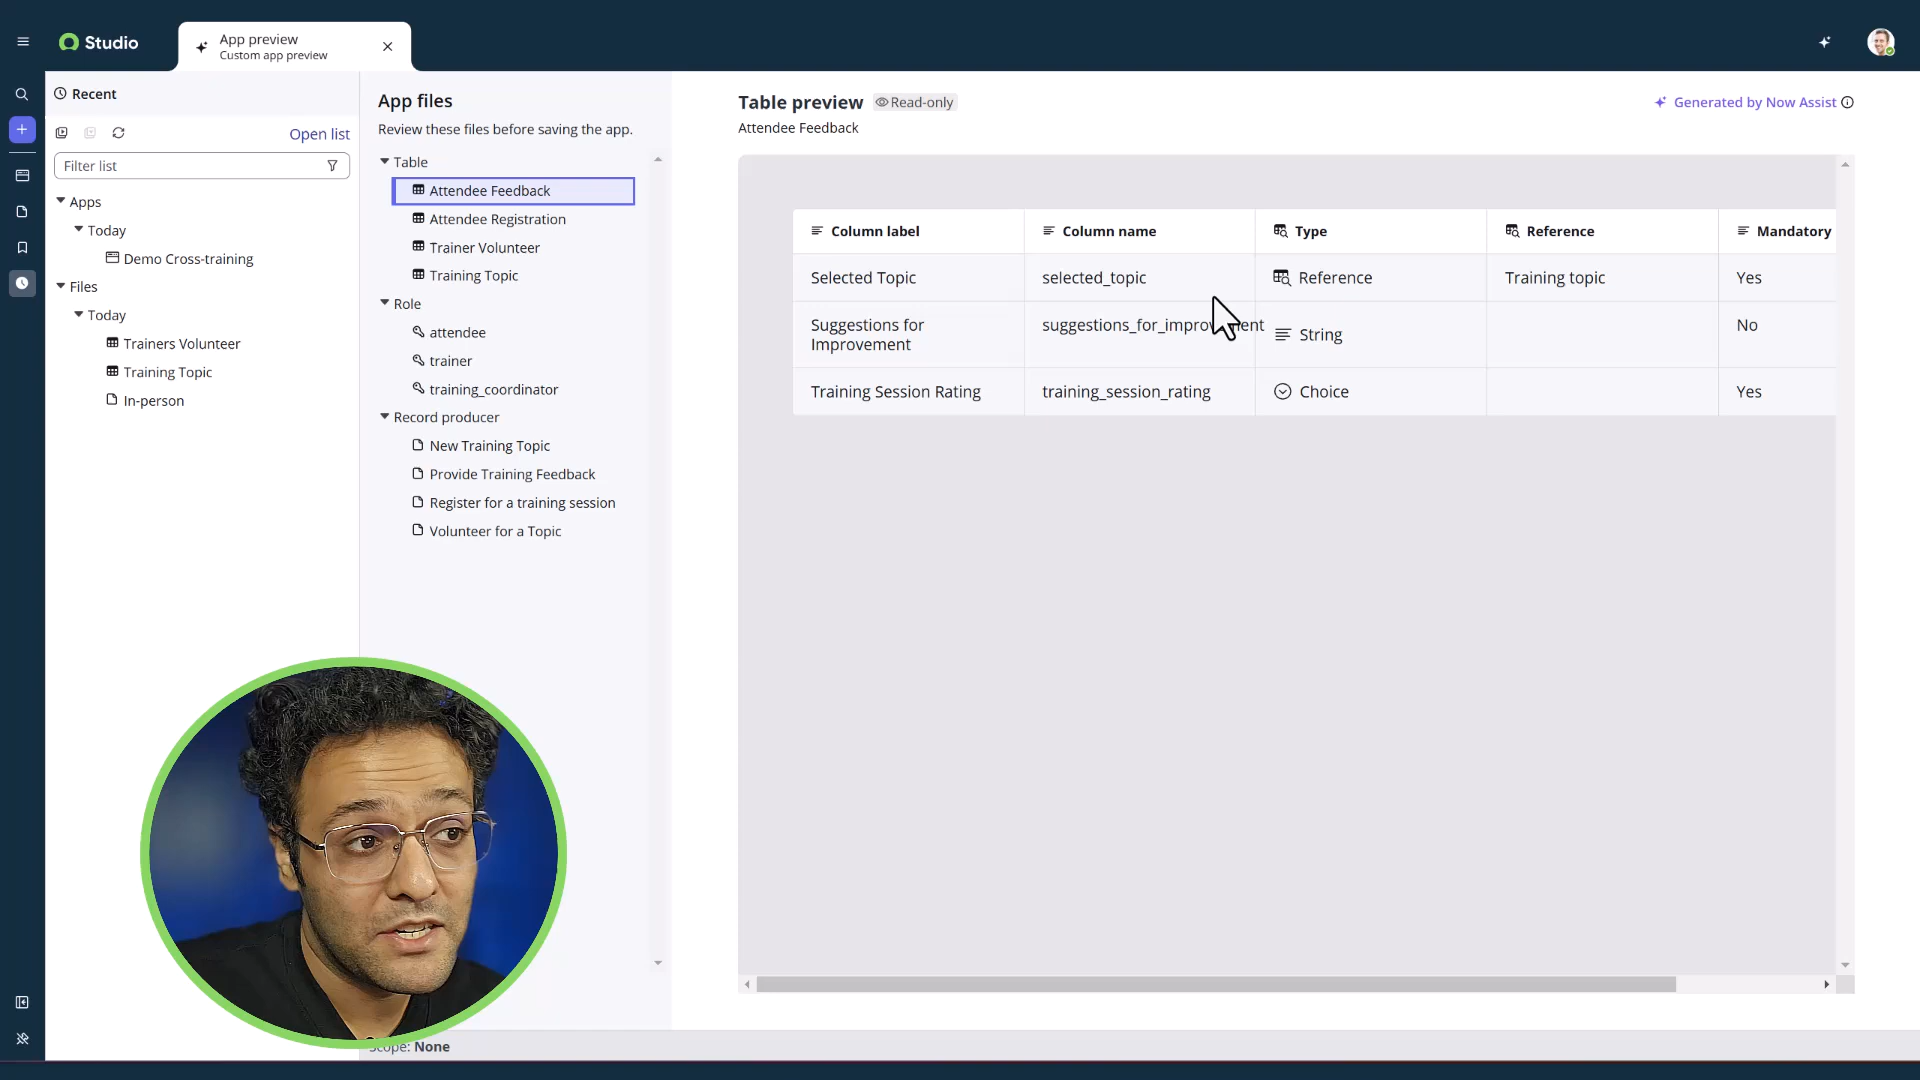 Studio
App preview
Custom app preview
Recent
Open list
Filter list
Apps
Today
Demo Cross-training
Files
Today
Trainers Volunteer
Training Topic
In-person
App files
Review these files before saving the app.
Table
Attendee Feedback
Attendee Registration
Trainer Volunteer
Training Topic
Role
attendee
trainer
training_coordinator
Record producer
New Training Topic
Provide Training Feedback
Register for a training session
Volunteer for a Topic
Table preview Read-only
Generated by Now Assist
Attendee Feedback
Column label Column name Type Reference Mandatory
Selected Topic selected_topic Reference Training topic Yes
Suggestions for
Improvement
String No
Training Session Rating training_session_rating Choice Yes
Scope: None